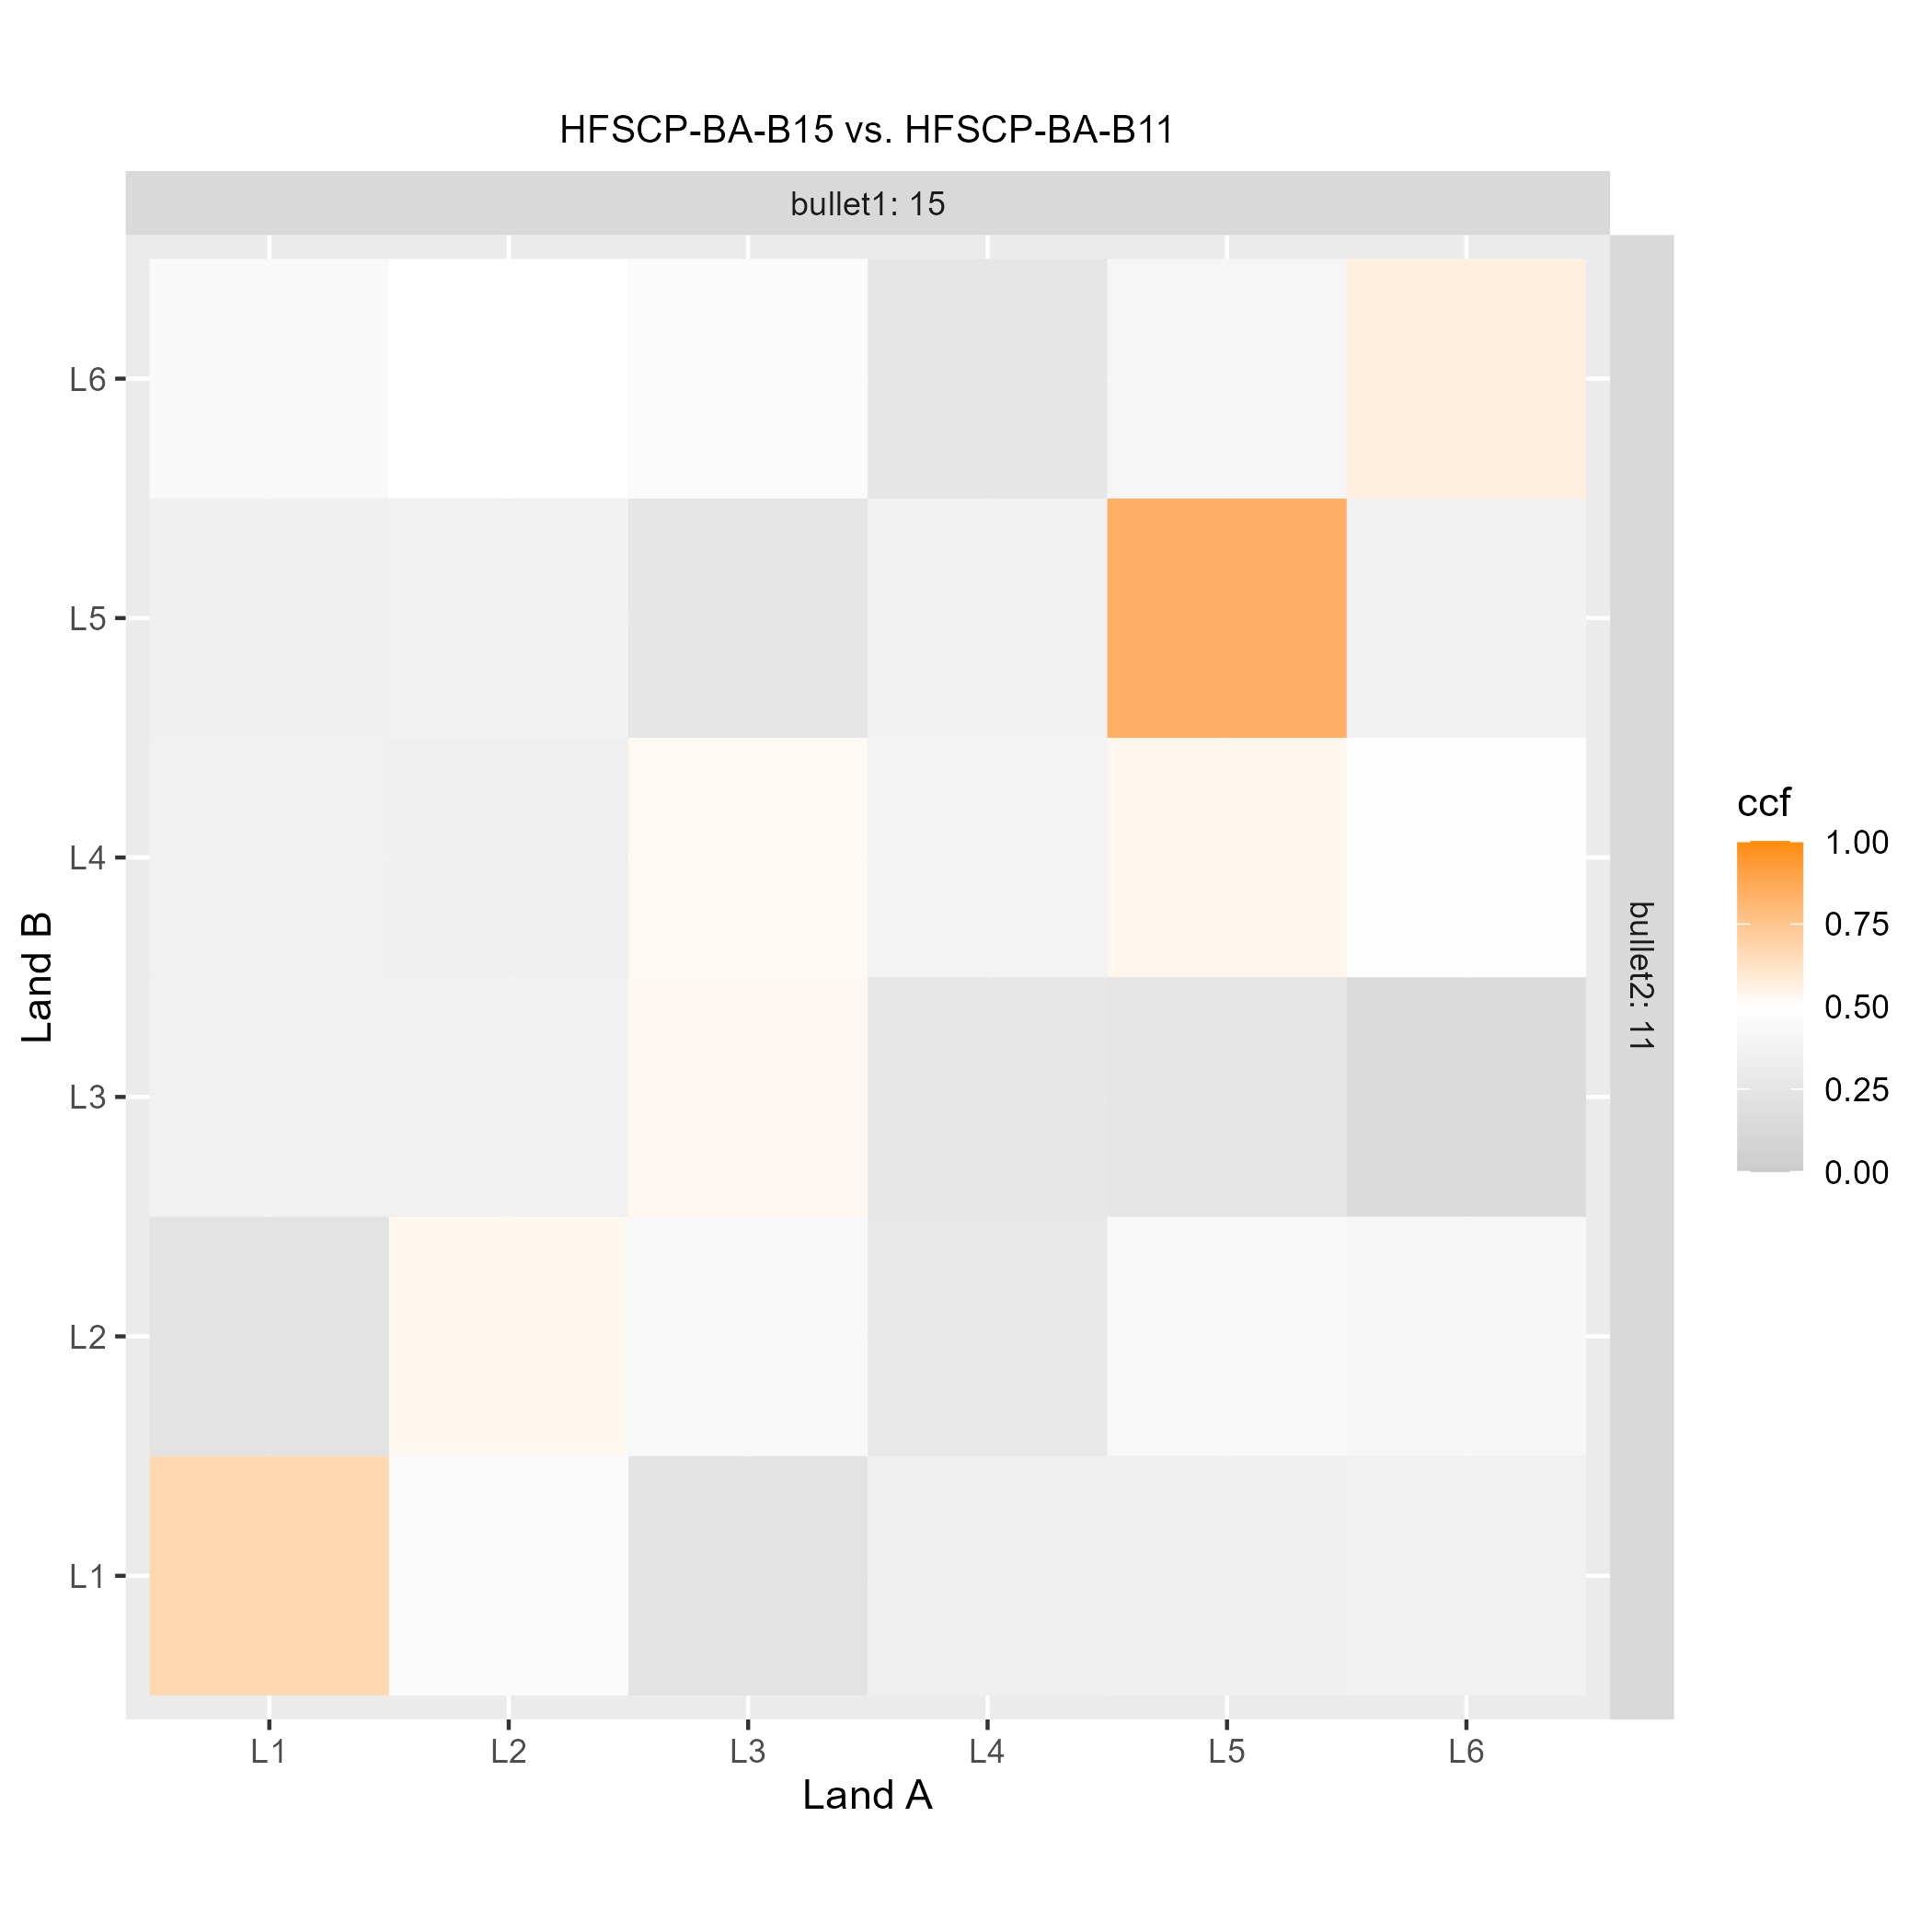 HFSCP-BA-B15 vs. HFSCP-BA-B11
bullet1: 15
L6
L5
L4
L3
L2
L1
Land B
bullet2: 11
ccf
1.00
0.75
0.50
0.25
0.00
L1 L2 L3 L4 L5 L6
Land A